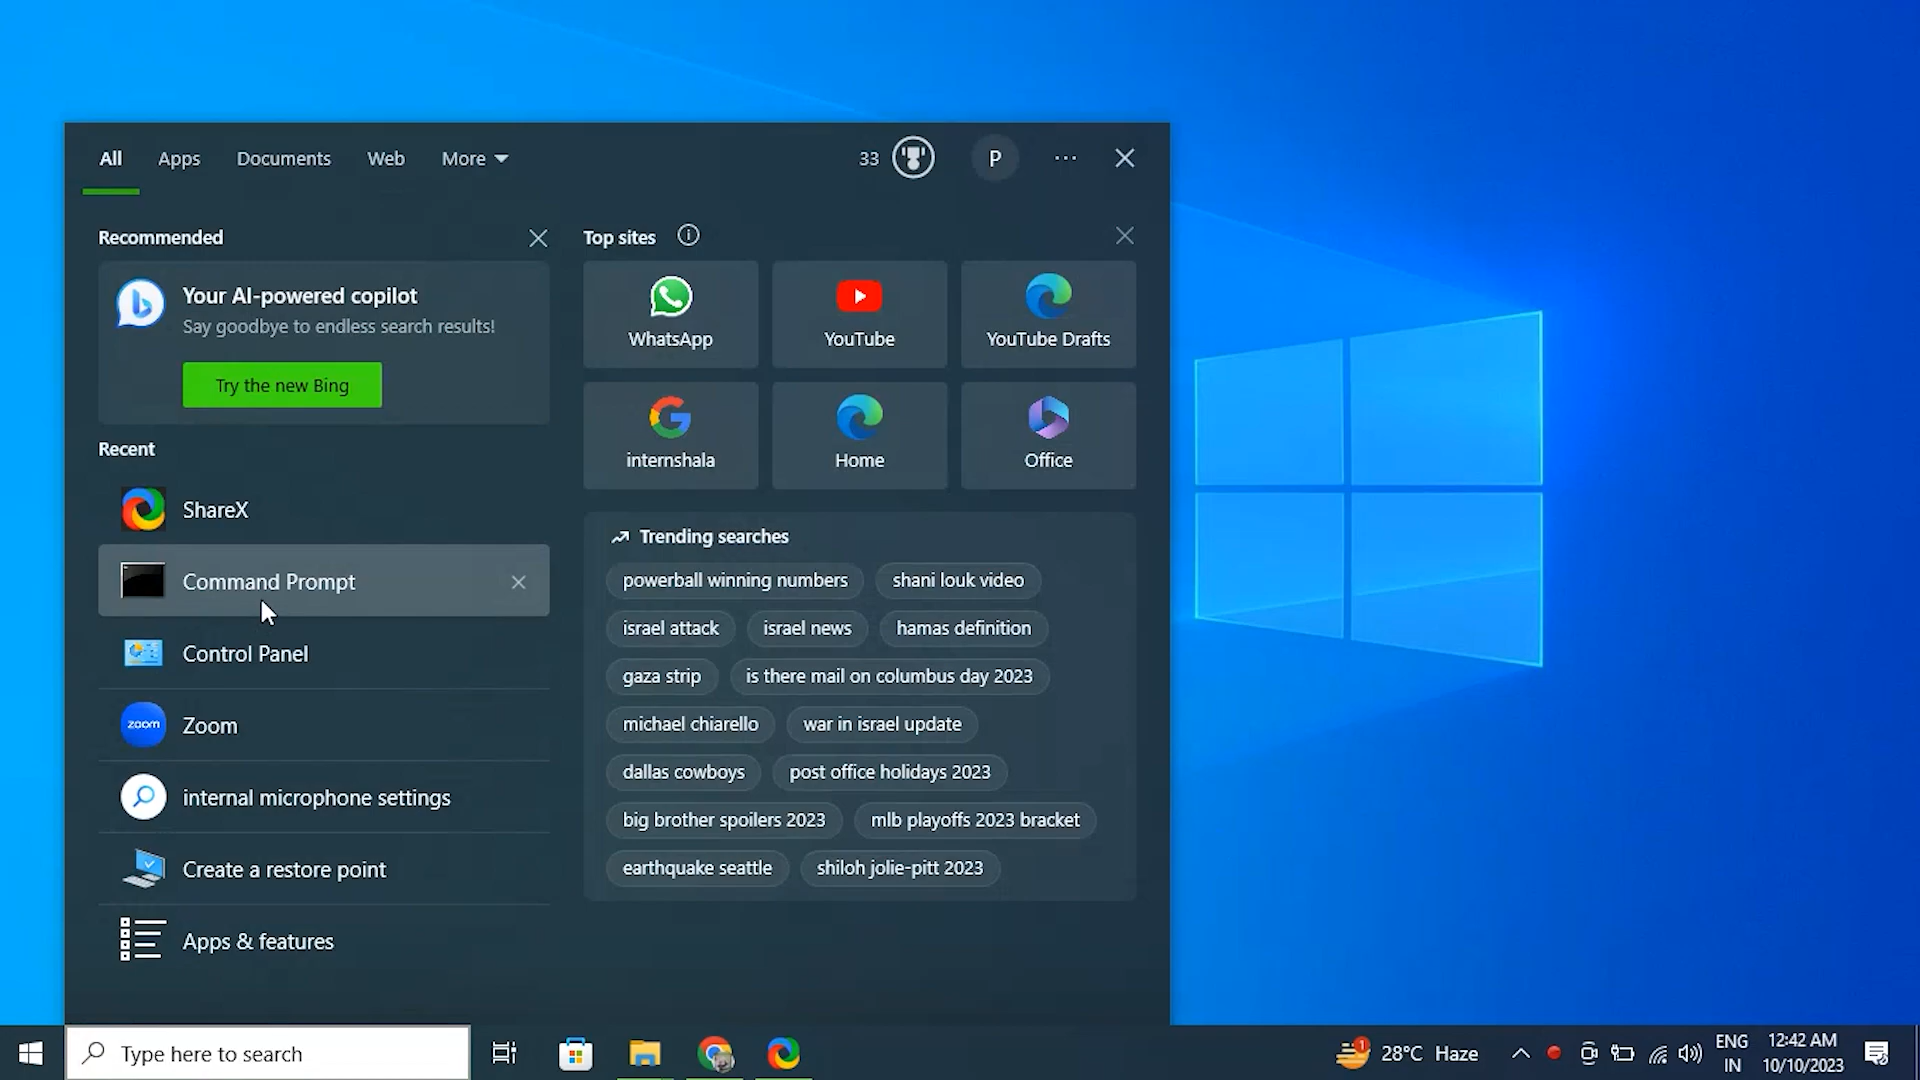 All
Apps
Documents
Web
More
33
P
Recommended
Your AI-powered copilot
Say goodbye to endless search results!
Try the new Bing
Recent
ShareX
Command Prompt
Control Panel
zoom
Zoom
internal microphone settings
Create a restore point
Apps & features
Top sites
WhatsApp
YouTube
YouTube Drafts
internshala
Home
Office
Trending searches
powerball winning numbers
shani louk video
israel attack
israel news
hamas definition
gaza strip
is there mail on columbus day 2023
michael chiarello
war in israel update
dallas cowboys
post office holidays 2023
big brother spoilers 2023
mlb playoffs 2023 bracket
earthquake seattle
shiloh jolie-pitt 2023
Type here to search
1
28°C Haze
ENG
IN
12:42 AM
10/10/2023